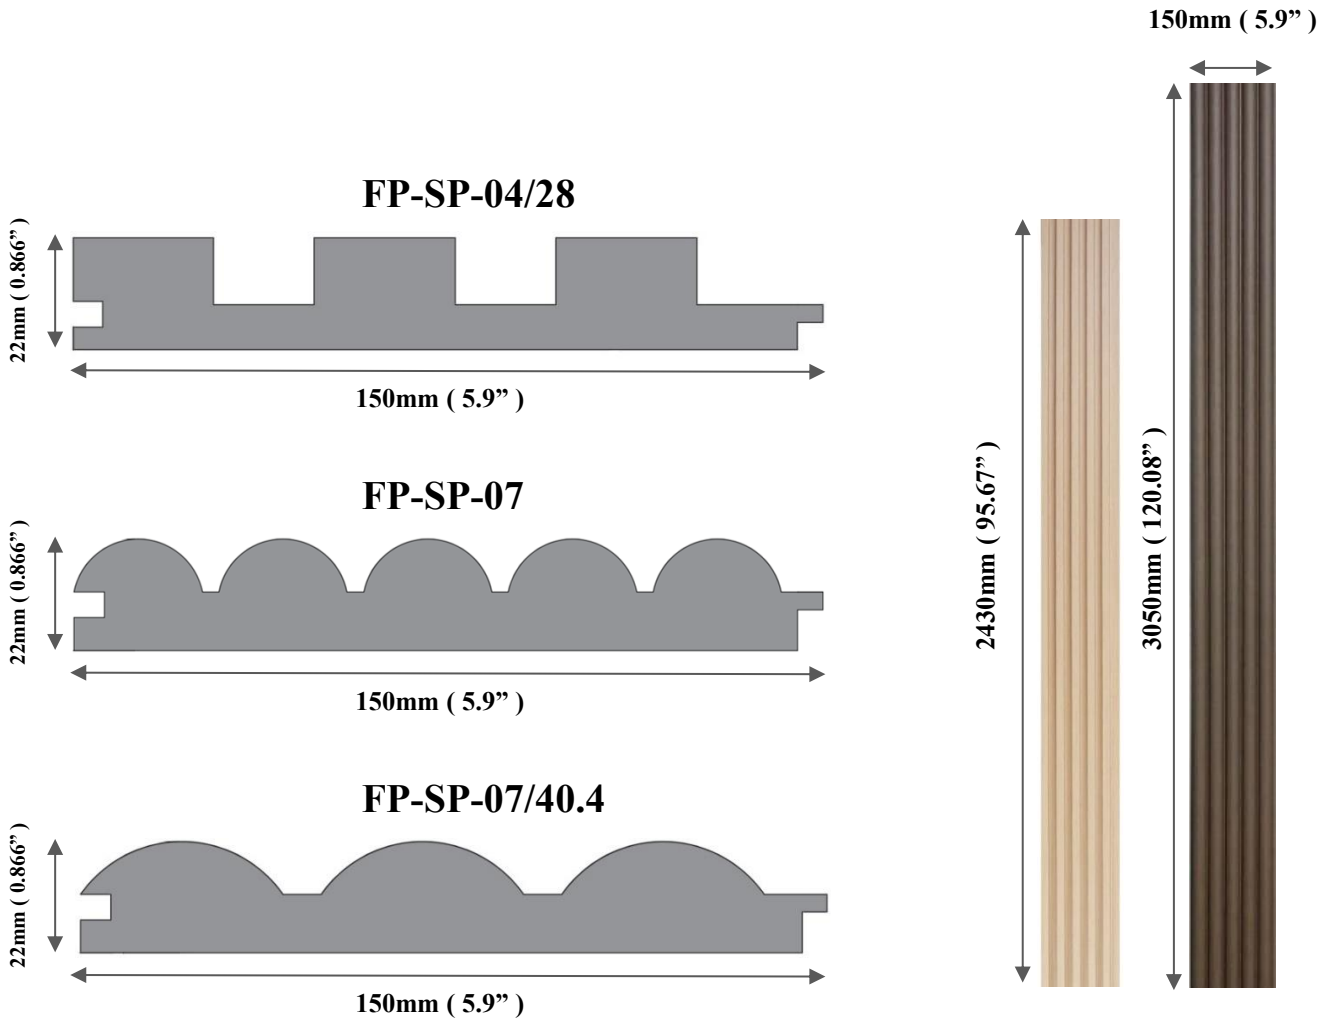 150mm ( 5.9” )
FP-SP-04/28
22mm ( 0.866” )
150mm ( 5.9” )
FP-SP-07
22mm ( 0.866” )
150mm ( 5.9” )
FP-SP-07/40.4
22mm ( 0.866” )
150mm ( 5.9” )
2430mm ( 95.67” )
3050mm ( 120.08” )